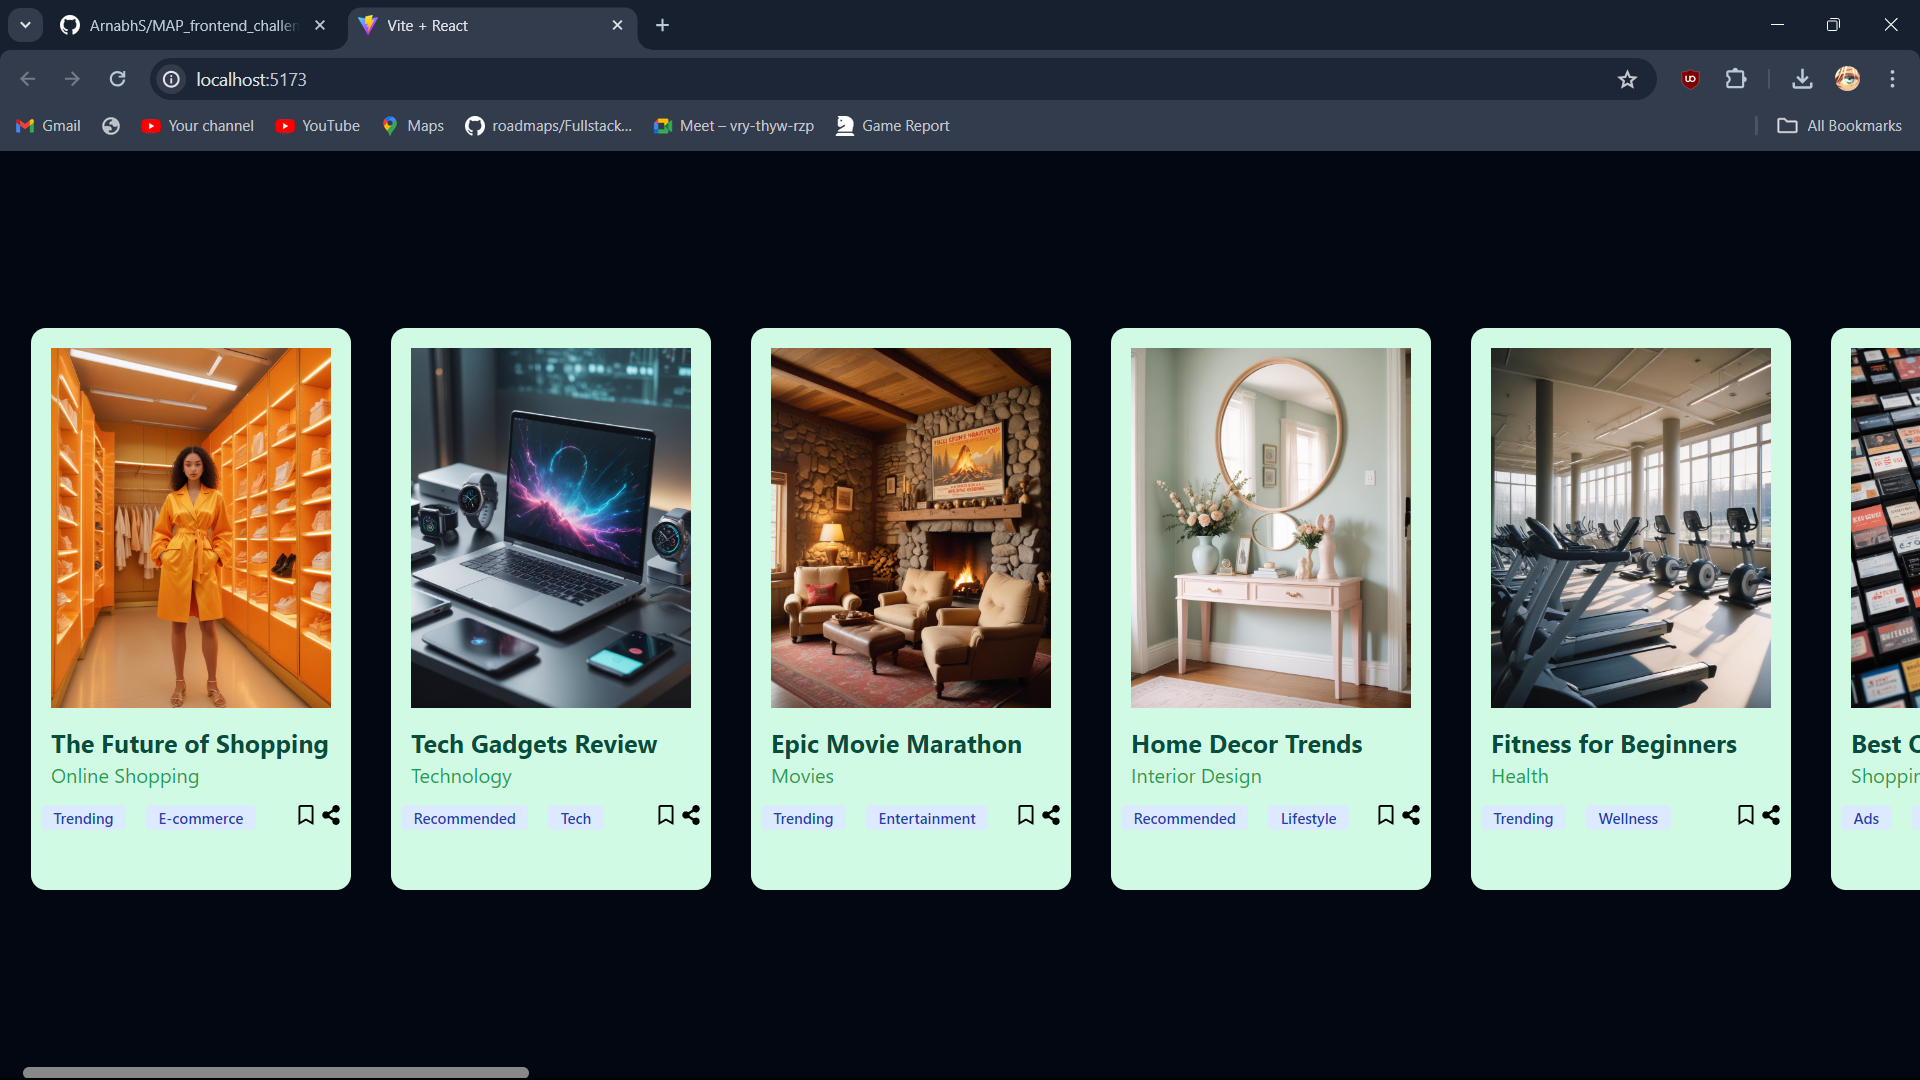 ArnabhS/MAP_frontend_challen
Vite + React
localhost:5173
Gmail
Your channel
YouTube
Maps
roadmaps/Fullstack...
Meet – vry-thyw-rzp
Game Report
All Bookmarks
The Future of Shopping
Online Shopping
Trending
E-commerce
Tech Gadgets Review
Technology
Recommended
Tech
Epic Movie Marathon
Movies
Trending
Entertainment
Home Decor Trends
Interior Design
Recommended
Lifestyle
Fitness for Beginners
Health
Trending
Wellness
Best
Shoppin
Ads